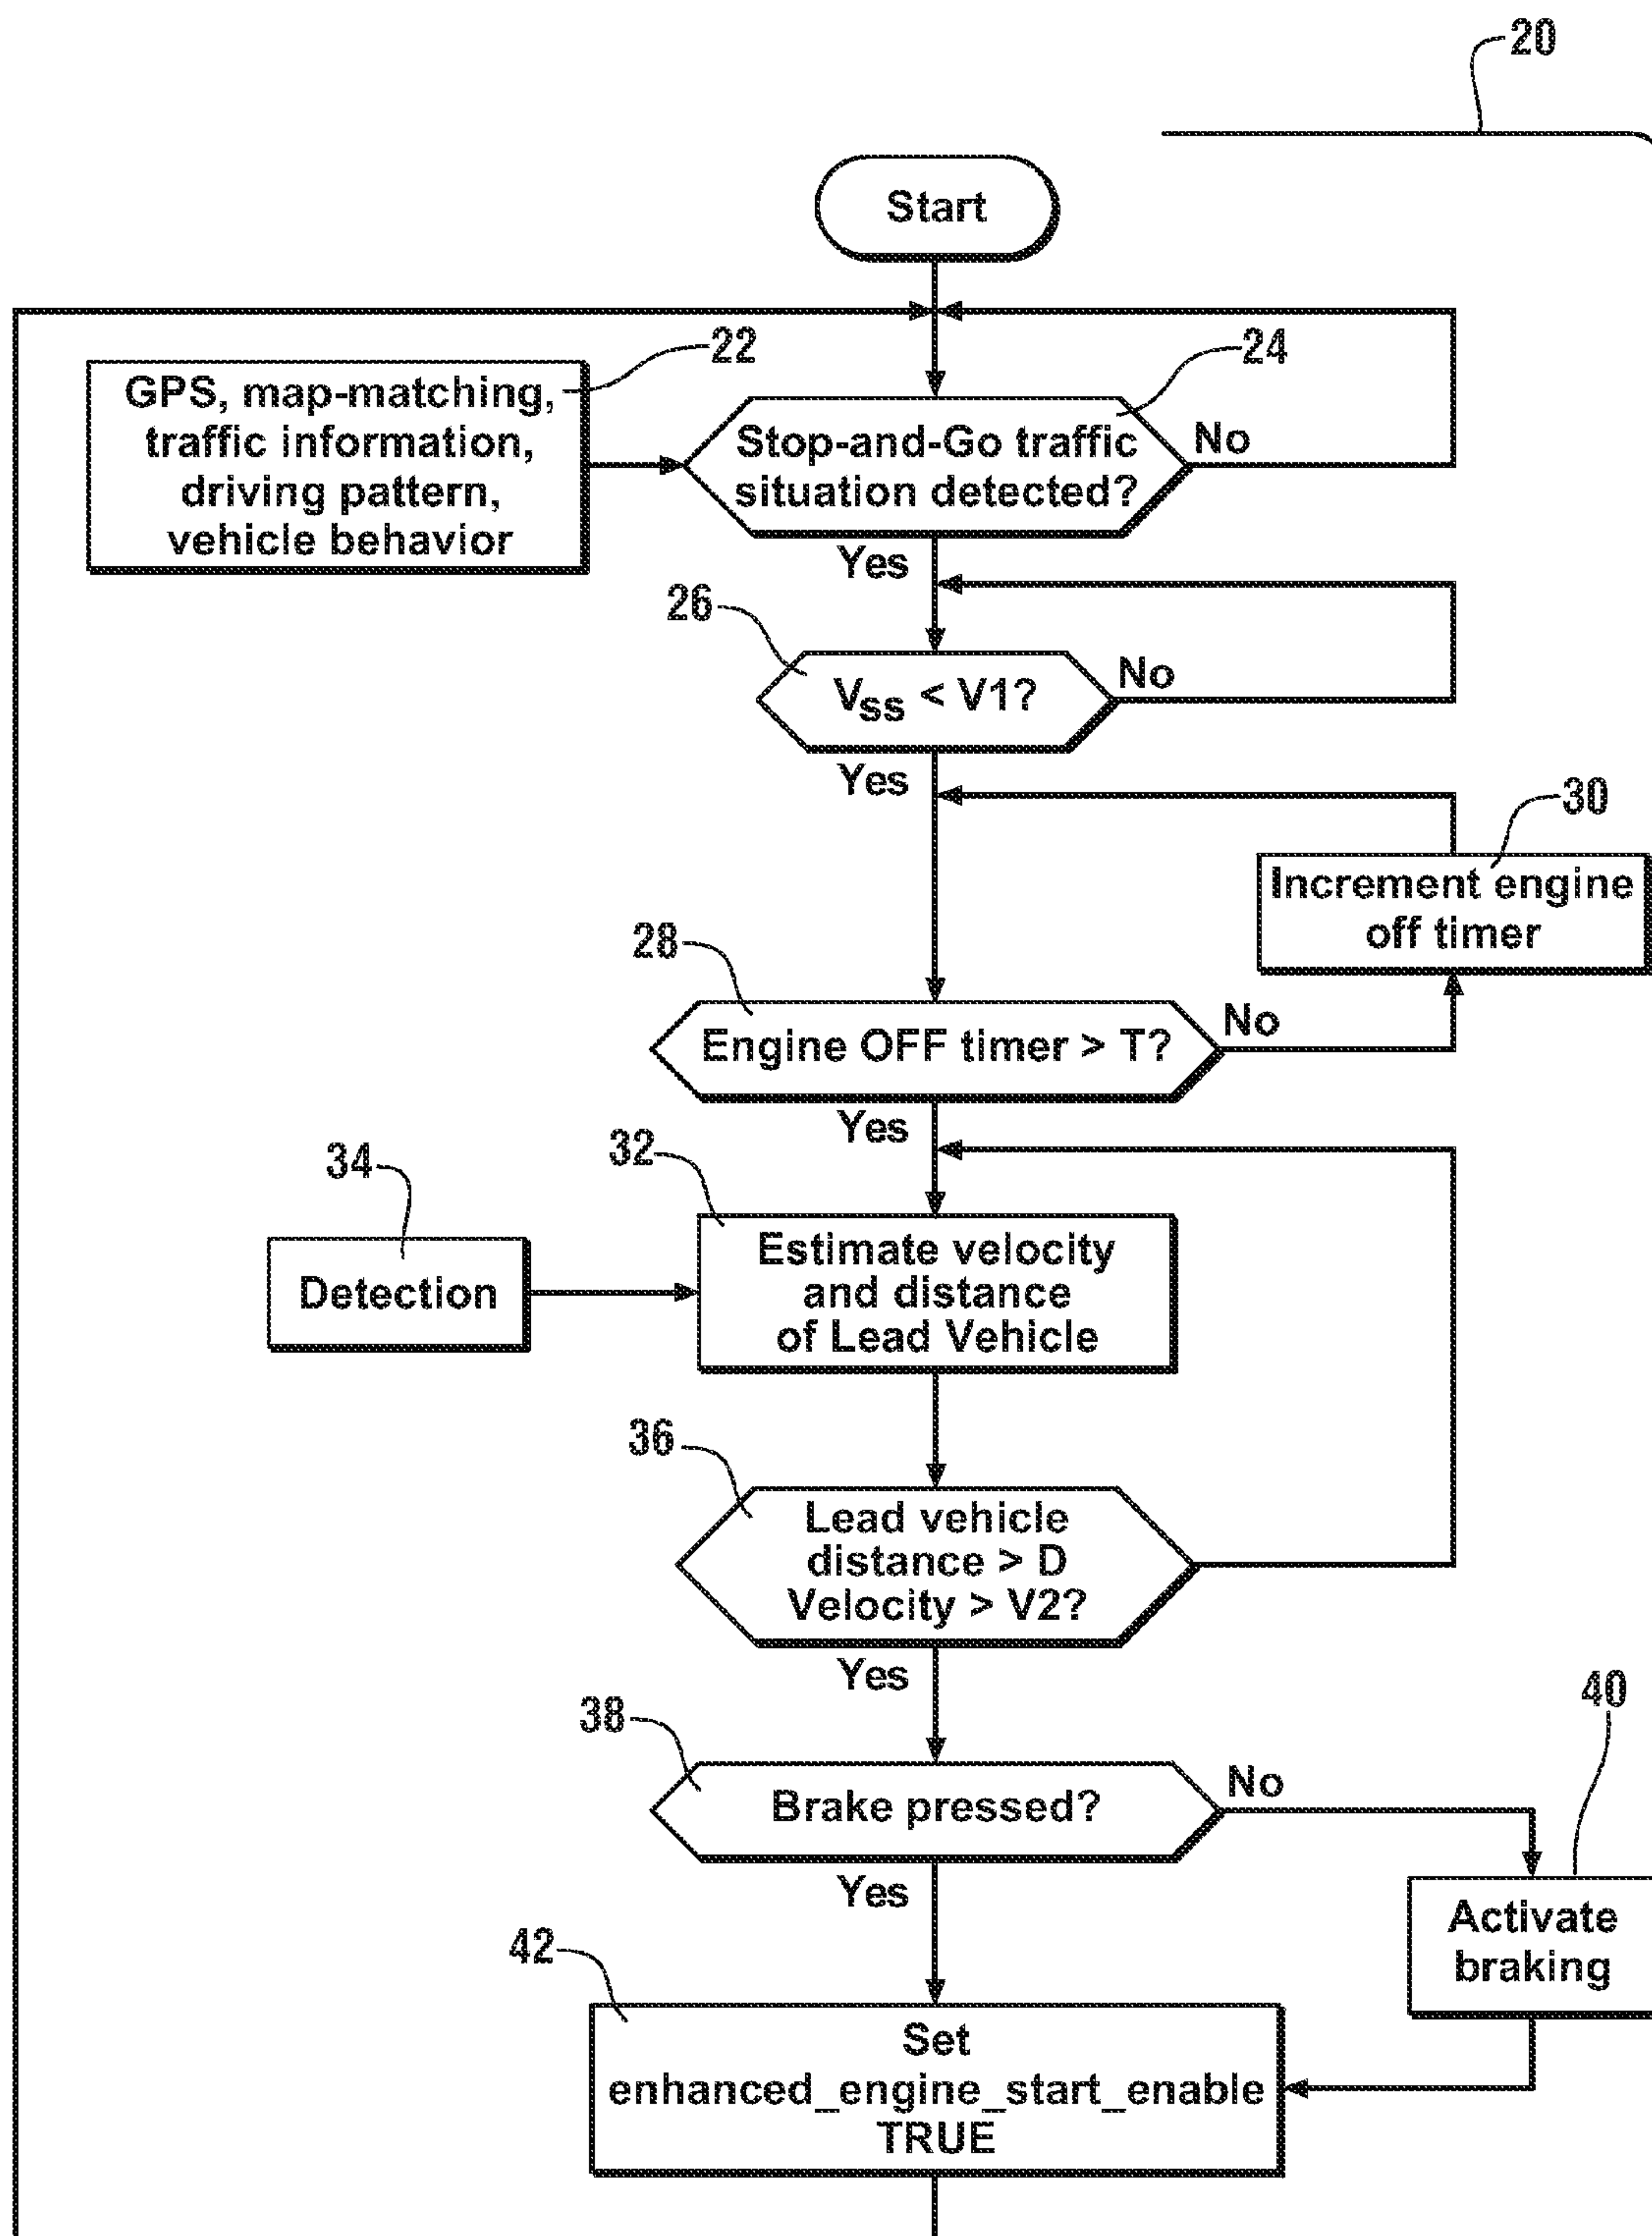 20
Start
22
24
GPS, map-matching,
traffic information,
driving pattern,
vehicle behavior
Stop-and-Go traffic
situation detected?
No
Yes
26
V_ss < V1?
No
Yes
30
Increment engine
off timer
28
Engine OFF timer > T?
No
Yes
34
32
Detection
Estimate velocity
and distance
of Lead Vehicle
36
Lead vehicle
distance > D
Velocity > V2?
Yes
38
40
Brake pressed?
No
Yes
Activate
braking
42
Set
enhanced_engine_start_enable
TRUE